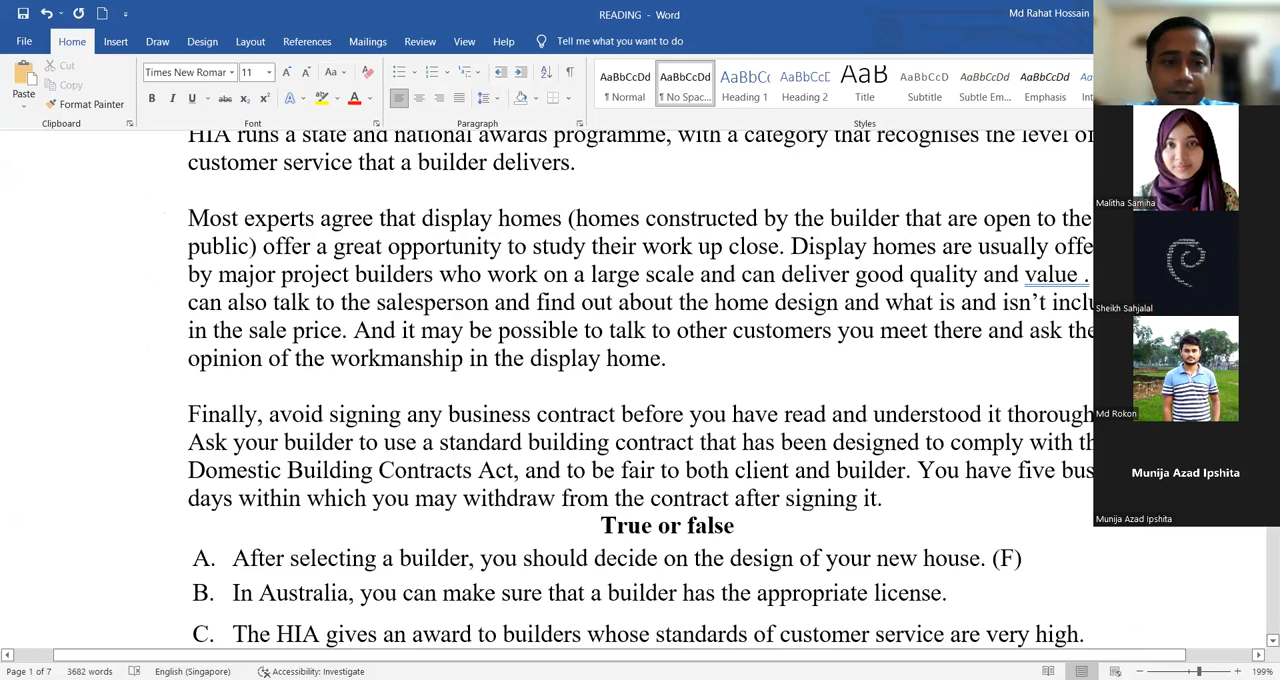 READING - Word
Md Rahat Hossain
File Home Insert Draw Design Layout References Mailings Review View Help Tell me what you want to do
Paste
Cut
Copy
Format Painter
Clipboard
Times New Roman 11
Font
Paragraph
AaBbCcDd AaBbCcDd AaBbCc AaBbCcD AaB AaBbCcDd AaBbCcDd AaBbCcDd
¶ Normal ¶ No Spac... Heading 1 Heading 2 Title Subtitle Subtle Em... Emphasis
Styles
HIA runs a state and national awards programme, with a category that recognises the level of
customer service that a builder delivers.
Most experts agree that display homes (homes constructed by the builder that are open to the
public) offer a great opportunity to study their work up close. Display homes are usually offe
by major project builders who work on a large scale and can deliver good quality and value .
can also talk to the salesperson and find out about the home design and what is and isn’t inclu
in the sale price. And it may be possible to talk to other customers you meet there and ask the
opinion of the workmanship in the display home.
Finally, avoid signing any business contract before you have read and understood it thorough
Ask your builder to use a standard building contract that has been designed to comply with th
Domestic Building Contracts Act, and to be fair to both client and builder. You have five bus
days within which you may withdraw from the contract after signing it.
True or false
A. After selecting a builder, you should decide on the design of your new house. (F)
B. In Australia, you can make sure that a builder has the appropriate license.
C. The HIA gives an award to builders whose standards of customer service are very high.
Malitha Samiha
Sheikh Sahjalal
Md Rokon
Munija Azad Ipshita
Munija Azad Ipshita
Page 1 of 7 3682 words English (Singapore) Accessibility: Investigate 199%